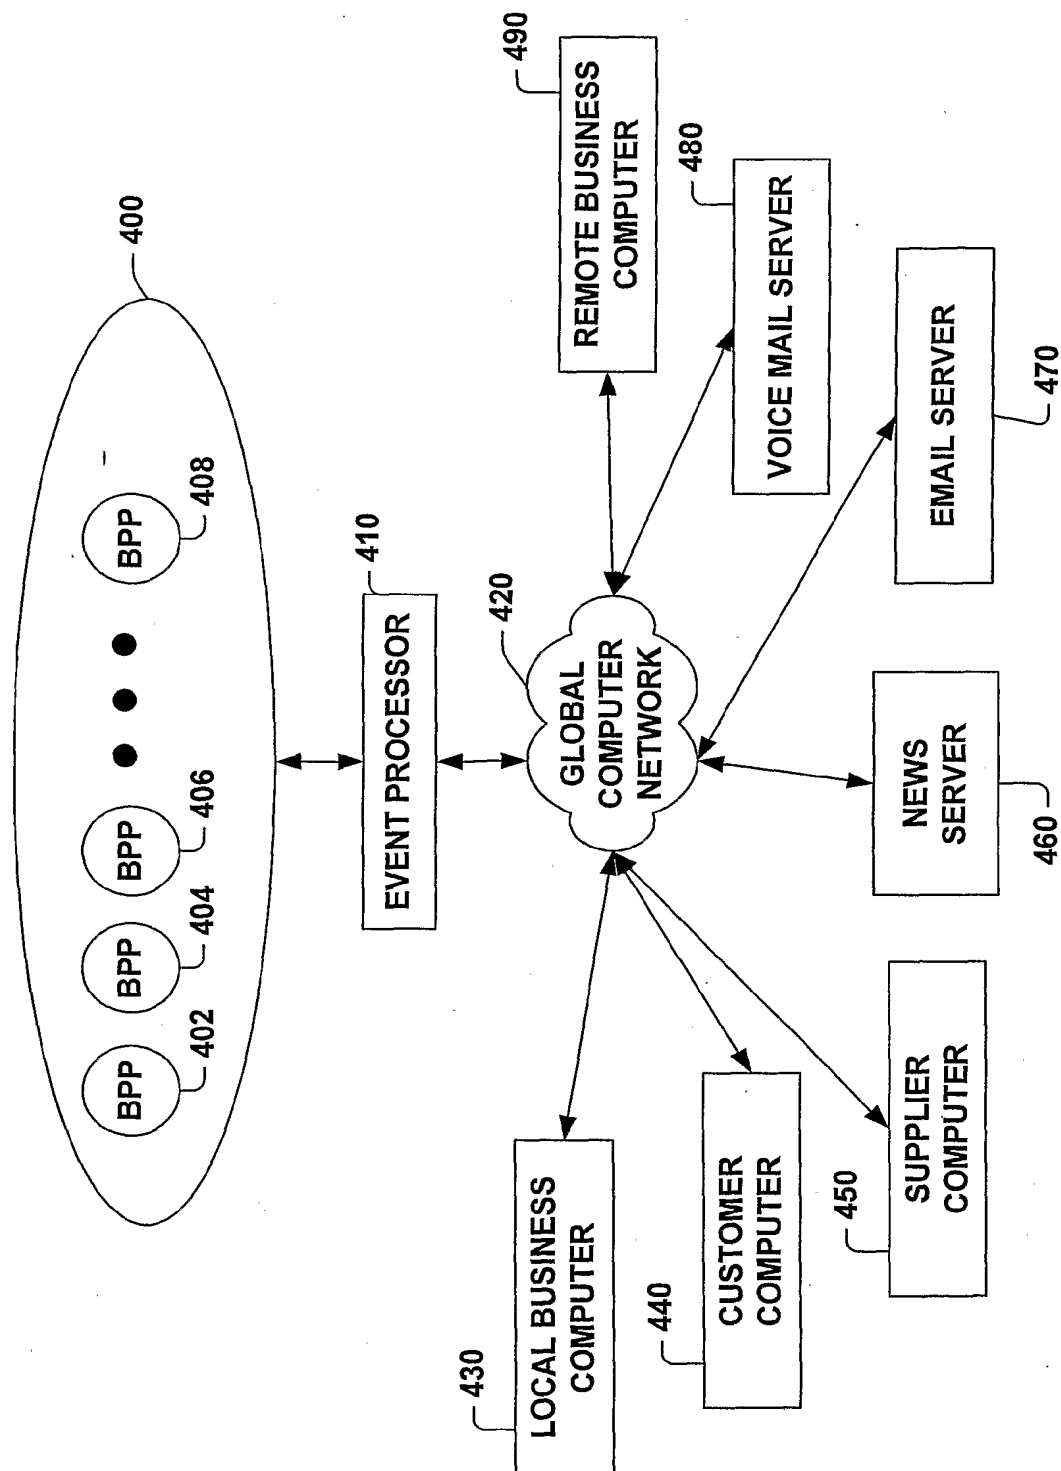 400
BPP
402
BPP
404
BPP
406
BPP
408
EVENT PROCESSOR
410
GLOBAL
COMPUTER
NETWORK
420
LOCAL BUSINESS
COMPUTER
430
CUSTOMER
COMPUTER
440
SUPPLIER
COMPUTER
450
NEWS
SERVER
460
EMAIL SERVER
470
VOICE MAIL SERVER
480
REMOTE BUSINESS
COMPUTER
490